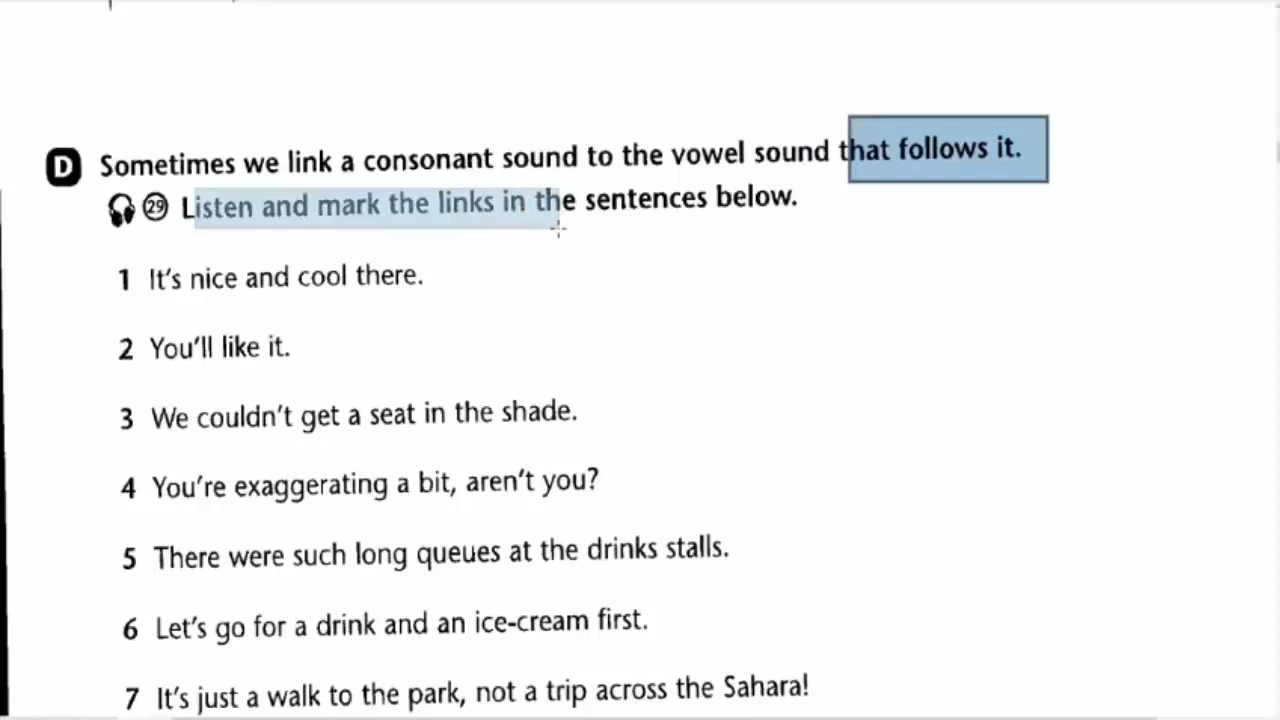 D Sometimes we link a consonant sound to the vowel sound that follows it.
29 Listen and mark the links in the sentences below.
1 It's nice and cool there.
2 You'll like it.
3 We couldn't get a seat in the shade.
4 You're exaggerating a bit, aren't you?
5 There were such long queues at the drinks stalls.
6 Let's go for a drink and an ice-cream first.
7 It's just a walk to the park, not a trip across the Sahara!